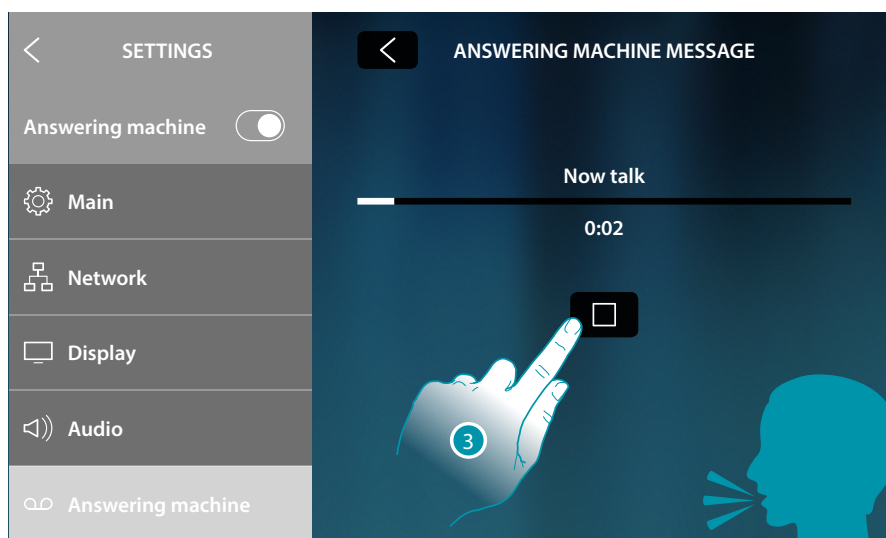 SETTINGS
Answering machine
Main
Network
Display
Audio
Answering machine
ANSWERING MACHINE MESSAGE
Now talk
0:02
3